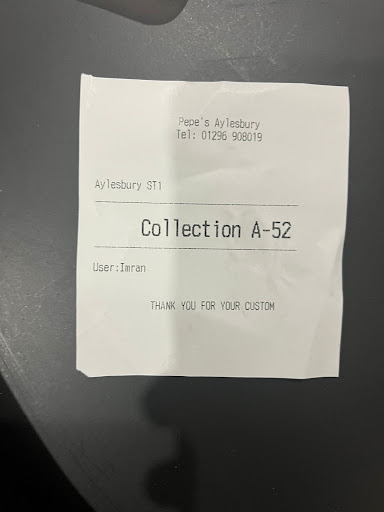 Pepe's Aylesbury
Tel: 01296 908019
Aylesbury ST1
Collection A-52
User:Imran
THANK YOU FOR YOUR CUSTOM